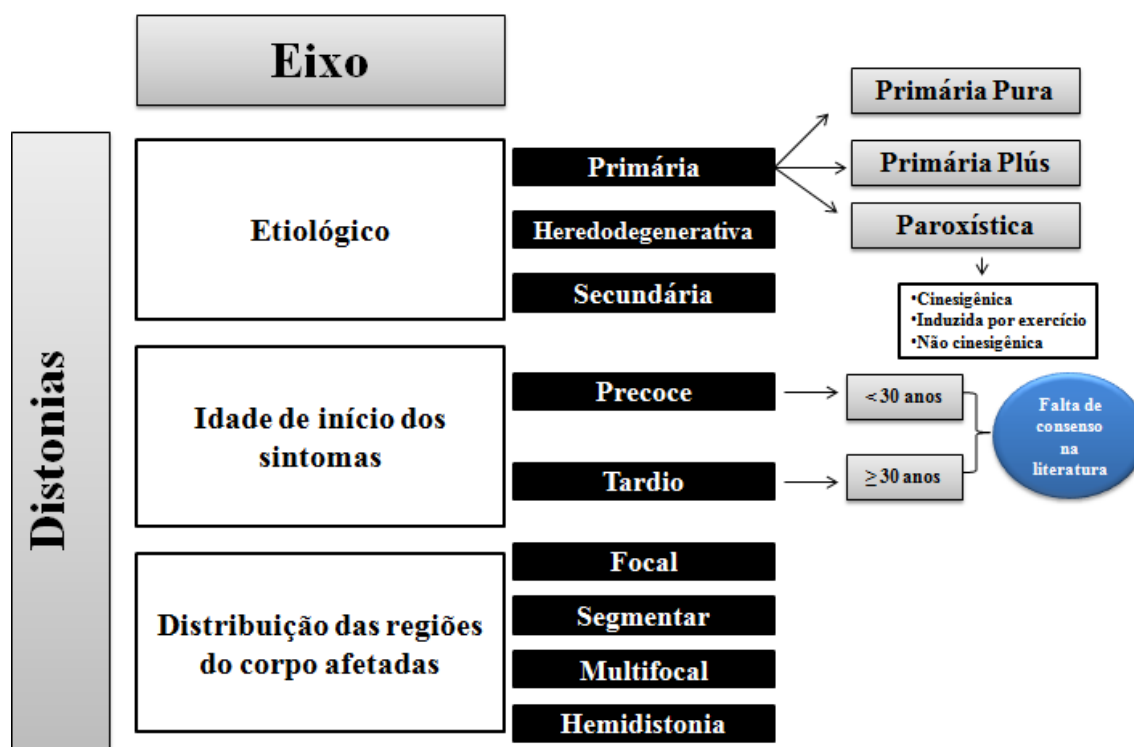 Eixo
Distonias
Etiológico
Primária
Heredodegenerativa
Secundária
Primária Pura
Primária Plús
Paroxística
•Cinesigênica
•Induzida por exercício
•Não cinesigênica
Idade de início dos
sintomas
Precoce
Tardio
< 30 anos
≥ 30 anos
Falta de
consenso
na
literatura
Distribuição das regiões
do corpo afetadas
Focal
Segmentar
Multifocal
Hemidistonia